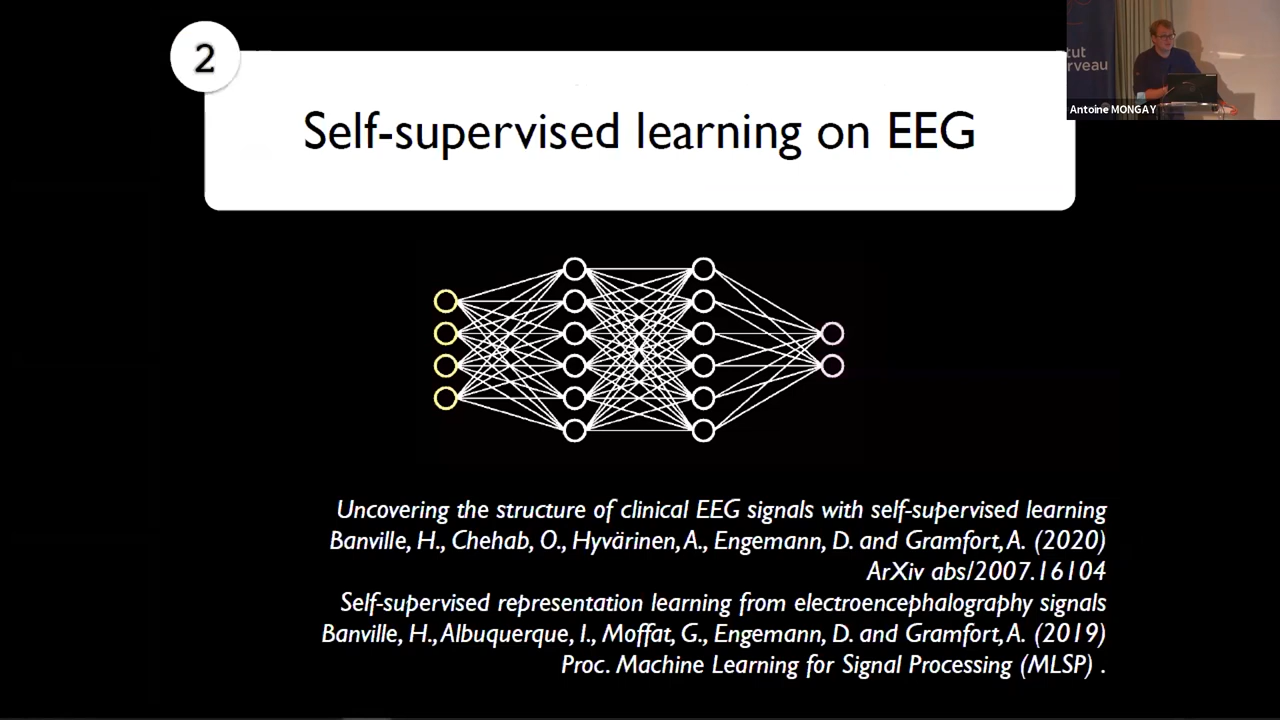 2
Self-supervised learning on EEG
tut
rveau
Antoine MONGAY
Uncovering the structure of clinical EEG signals with self-supervised learning
Banville, H., Chehab, O., Hyvärinen, A., Engemann, D. and Gramfort, A. (2020)
ArXiv abs/2007.16104
Self-supervised representation learning from electroencephalography signals
Banville, H., Albuquerque, I., Moffat, G., Engemann, D. and Gramfort, A. (2019)
Proc. Machine Learning for Signal Processing (MLSP) .